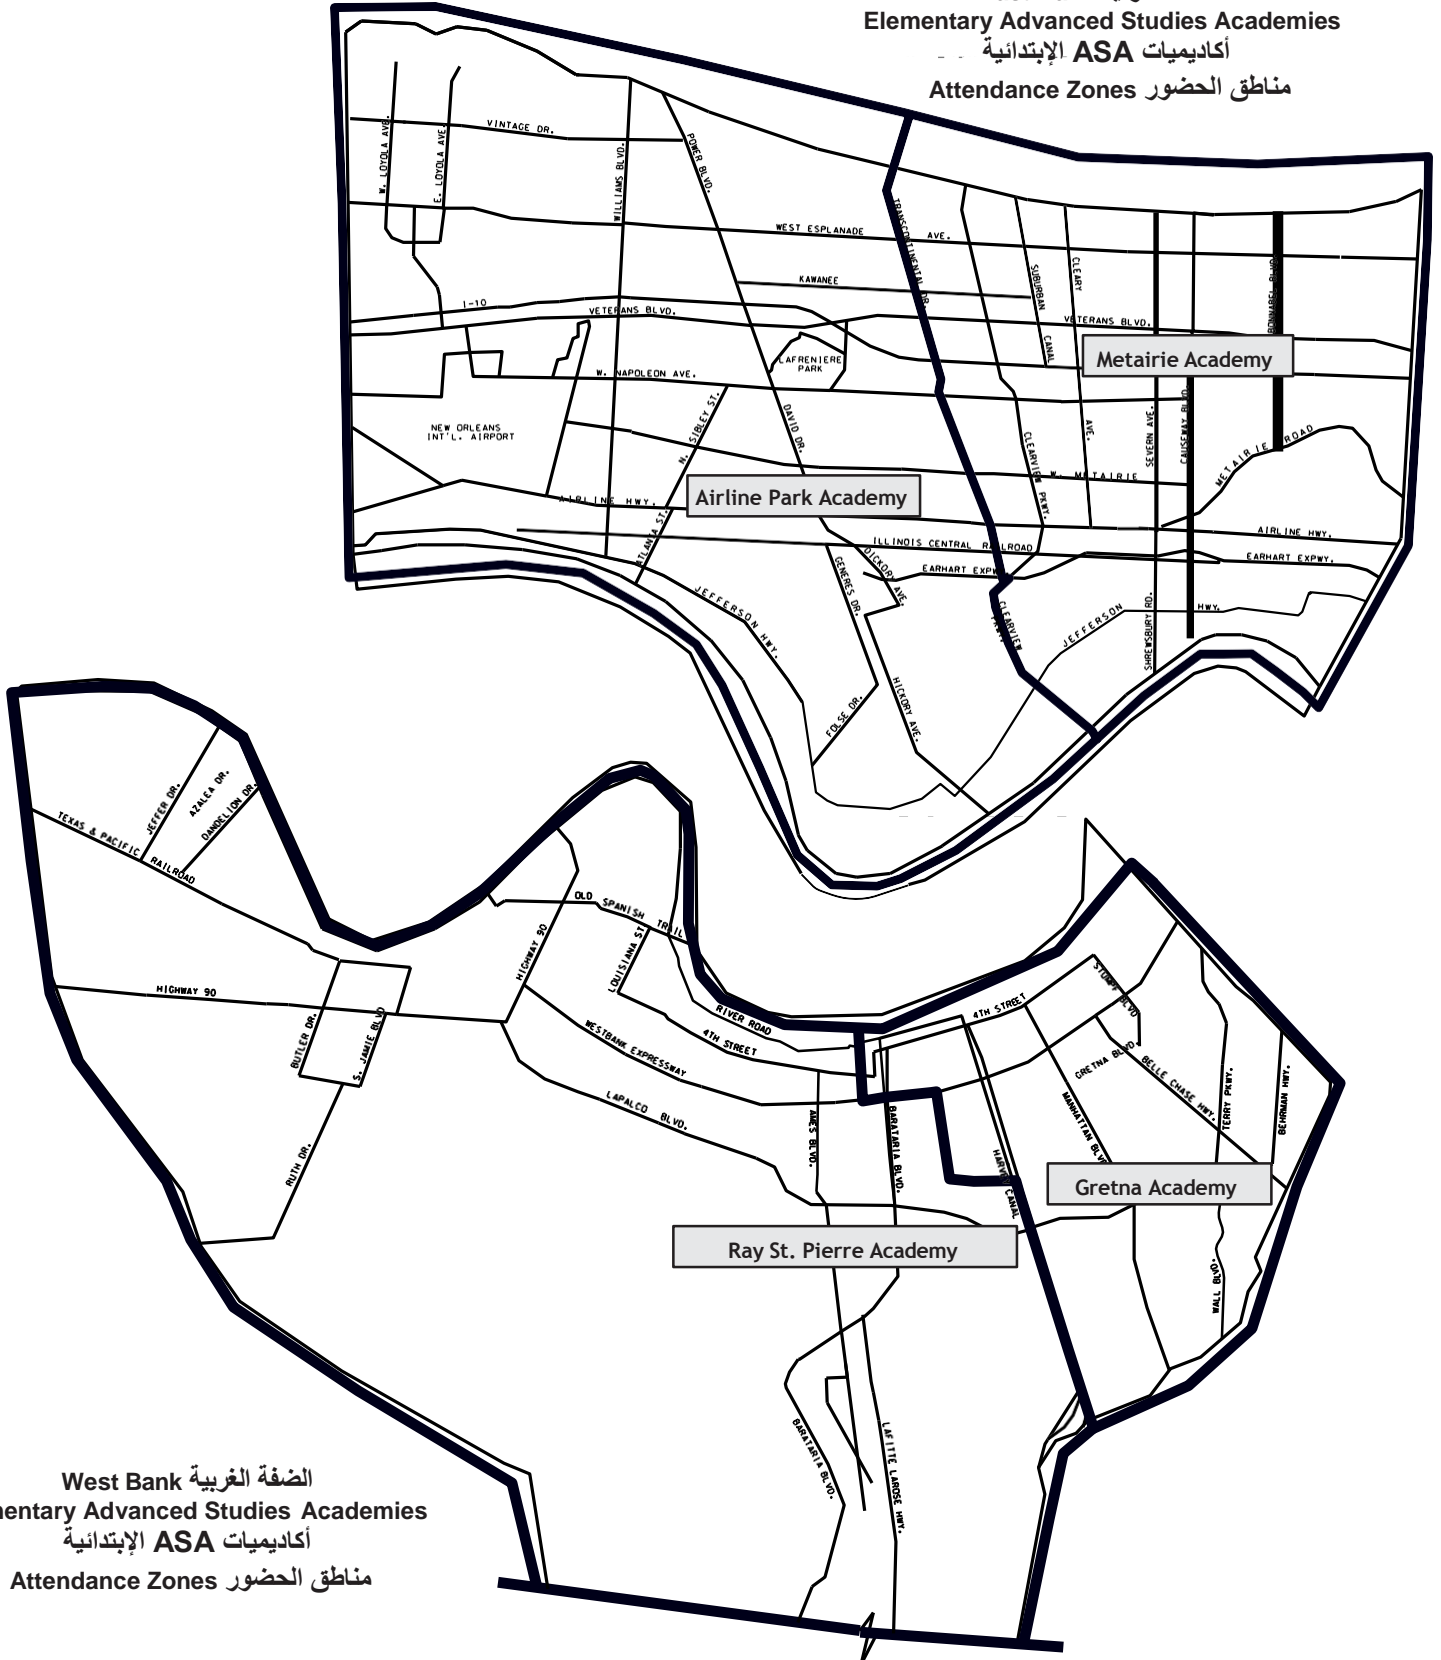 Elementary Advanced Studies Academies
أكاديميات ASA الإبتدائية
مناطق الحضور Attendance Zones
W. LOYOLA AVE.
E. LOYOLA AVE.
VINTAGE DR.
WILLIAMS BLVD.
POWER BLVD.
WEST ESPLANADE AVE.
TRANSCONTINENTAL DR.
KAWANEE
SUBURBAN CANAL
CLEARY AVE.
BONNABEL BLVD.
I-10
VETERANS BLVD.
VETERANS BLVD.
Metairie Academy
LAFRENIERE
PARK
W. NAPOLEON AVE.
NEW ORLEANS
INT'L. AIRPORT
N. SIBLEY ST.
DAVID DR.
CLEARVIEW PKWY.
SEVERN AVE.
CAUSEWAY BLVD.
METAIRIE ROAD
W. METAIRIE
Airline Park Academy
AIRLINE HWY.
AIRLINE HWY.
ATLANTA ST.
ILLINOIS CENTRAL RAILROAD
EARHART EXPWY.
EARHART EXPWY.
DICKORY AVE.
GENERES DR.
JEFFERSON HWY.
CLEARVIEW PKWY.
JEFFERSON HWY.
SHREWSBURY RD.
HICKORY AVE.
FOLSE DR.
JEFFER DR.
AZALEA DR.
DANDELION DR.
TEXAS & PACIFIC RAILROAD
OLD SPANISH TRAIL
HIGHWAY 90
LOUISIANA ST
HIGHWAY 90
BUTLER DR.
S. JAMIE BLVD
RIVER ROAD
4TH STREET
WESTBANK EXPRESSWAY
LAPALCO BLVD.
RUTH DR.
4TH STREET
STUMPF BLVD
GRETNA BLVD.
BELLE CHASE HWY.
TERRY PKWY.
BEHRMAN HWY.
MANHATTAN BLVD
AMES BLVD.
BARATARIA BLVD.
HARVEY CANAL
Gretna Academy
Ray St. Pierre Academy
WALL BLVD.
BARATARIA BLVD.
LAFITTE LAROSE HWY.
الضفة الغربية West Bank
mentary Advanced Studies Academies
أكاديميات ASA الإبتدائية
مناطق الحضور Attendance Zones